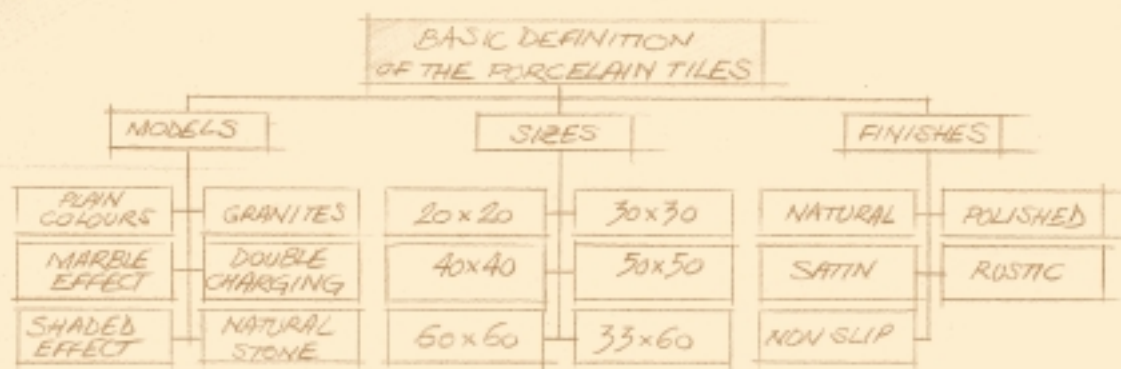 BASIC DEFINITION
OF THE PORCELAIN TILES
MODELS
SIZES
FINISHES
PLAIN
COLOURS
GRANITES
MARBLE
EFFECT
DOUBLE
CHARGING
SHADED
EFFECT
NATURAL
STONE
20x20
30x30
40x40
50x50
60x60
33x60
NATURAL
POLISHED
SATIN
RUSTIC
NON SLIP